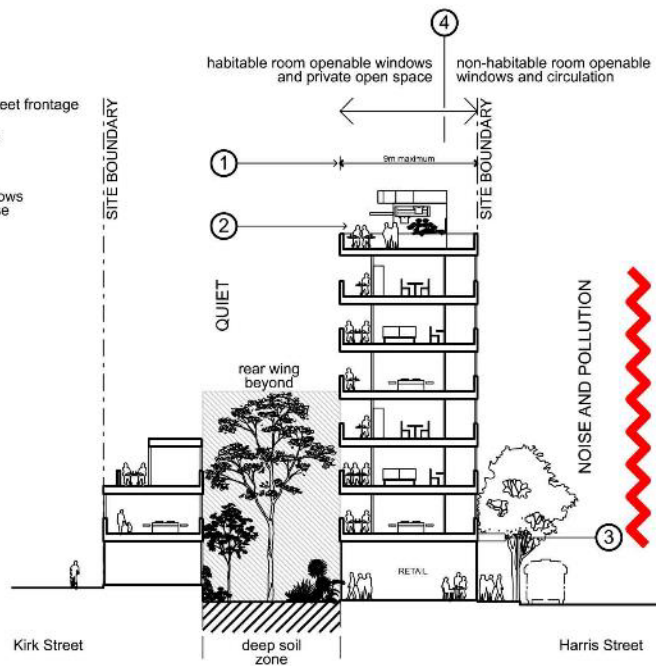 4
habitable room openable windows
and private open space
non-habitable room openable
windows and circulation
eet frontage
SITE BOUNDARY
SITE BOUNDARY
1
9m maximum
2
QUIET
NOISE AND POLLUTION
rear wing
beyond
3
RETAIL
Kirk Street
deep soil
zone
Harris Street